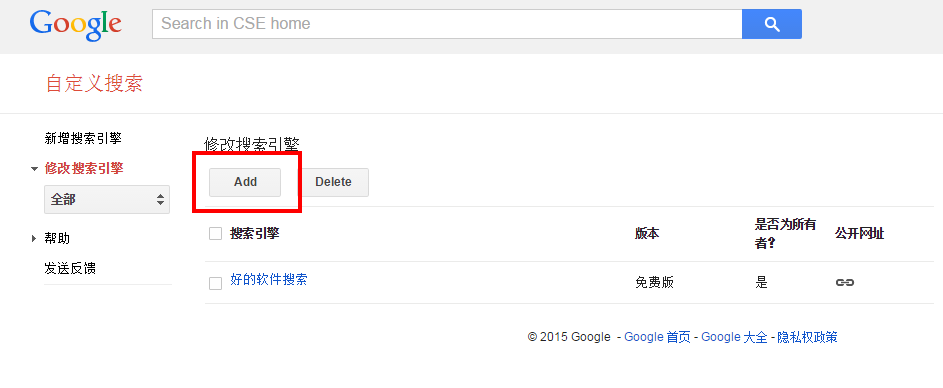 Google
Search in CSE home
自定义搜索
新增搜索引擎
修改搜索引擎
全部
帮助
发送反馈
修改搜索引擎
Add Delete
搜索引擎 版本 是否为所有者? 公开网址
好的软件搜索 免费版 是
© 2015 Google - Google 首页 - Google 大全 - 隐私权政策